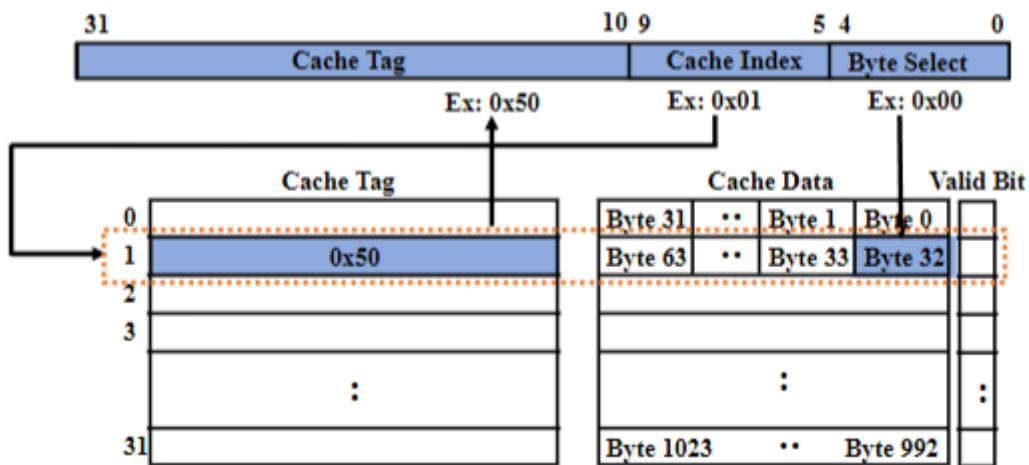 31 10 9 5 4 0
Cache Tag Cache Index Byte Select
Ex: 0x50 Ex: 0x01 Ex: 0x00
Cache Tag Cache Data Valid Bit
0 Byte 31 ·· Byte 1 Byte 0
1 0x50 Byte 63 ·· Byte 33 Byte 32
2
3
: : :
31 Byte 1023 ·· Byte 992